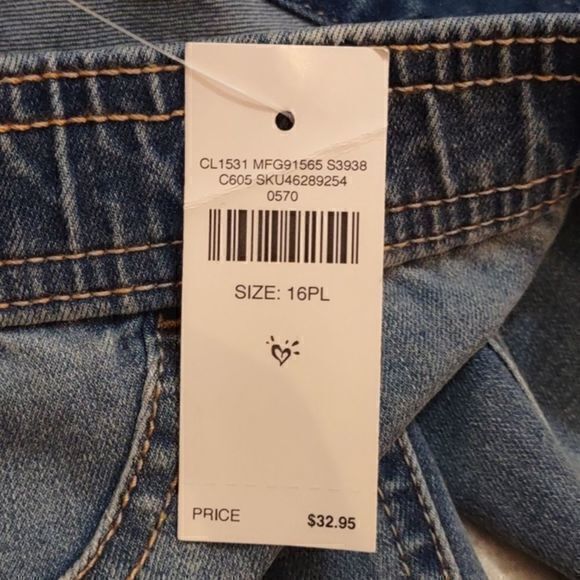 CL1531 MFG91565 S3938
C605 SKU46289254
0570
SIZE: 16PL
PRICE $32.95